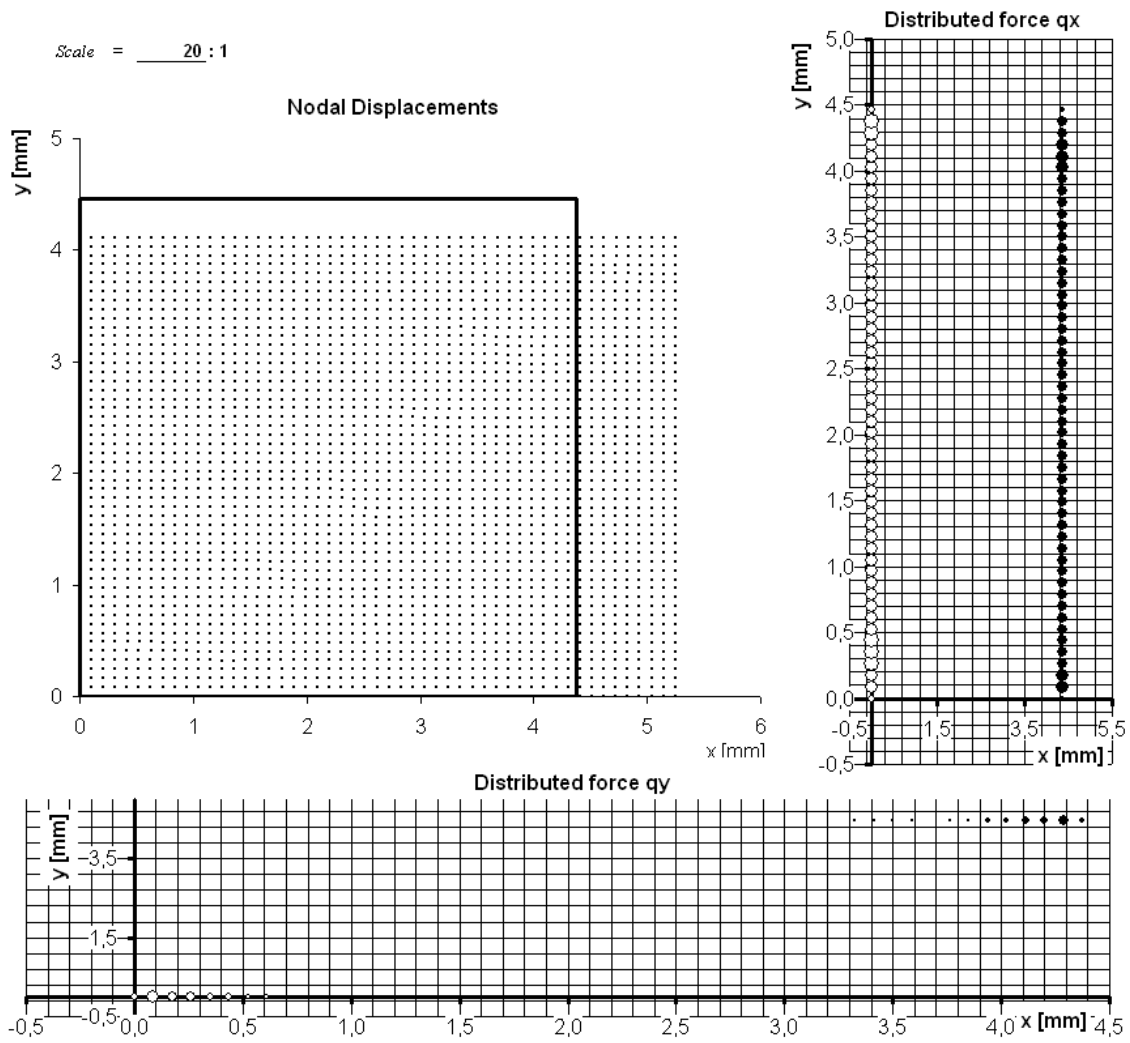 Scale = 20 : 1
Nodal Displacements
y [mm]
5
4
3
2
1
0
0 1 2 3 4 5 6
x [mm]
Distributed force qx
y [mm]
5,0
4,5
4,0
3,5
3,0
2,5
2,0
1,5
1,0
0,5
0,0
-0,5 1,5 3,5 5,5
x [mm]
-0,5
Distributed force qy
y [mm]
3,5
1,5
-0,5
-0,5 0,0 0,5 1,0 1,5 2,0 2,5 3,0 3,5 4,0 x [mm] 4,5